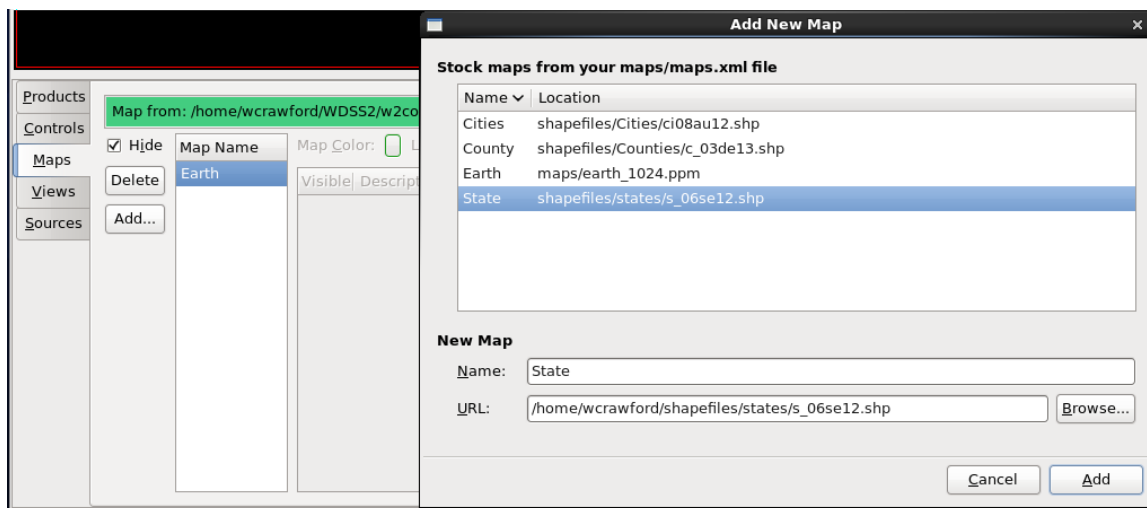 Add New Map
Stock maps from your maps/maps.xml file
Name Location
Cities shapefiles/Cities/ci08au12.shp
County shapefiles/Counties/c_03de13.shp
Earth maps/earth_1024.ppm
State shapefiles/states/s_06se12.shp
New Map
Name: State
URL: /home/wcrawford/shapefiles/states/s_06se12.shp Browse...
Cancel Add
Products
Controls
Maps
Views
Sources
Map from: /home/wcrawford/WDSS2/w2co
Hide
Delete
Add...
Map Name
Earth
Map Color: L
Visible Descript